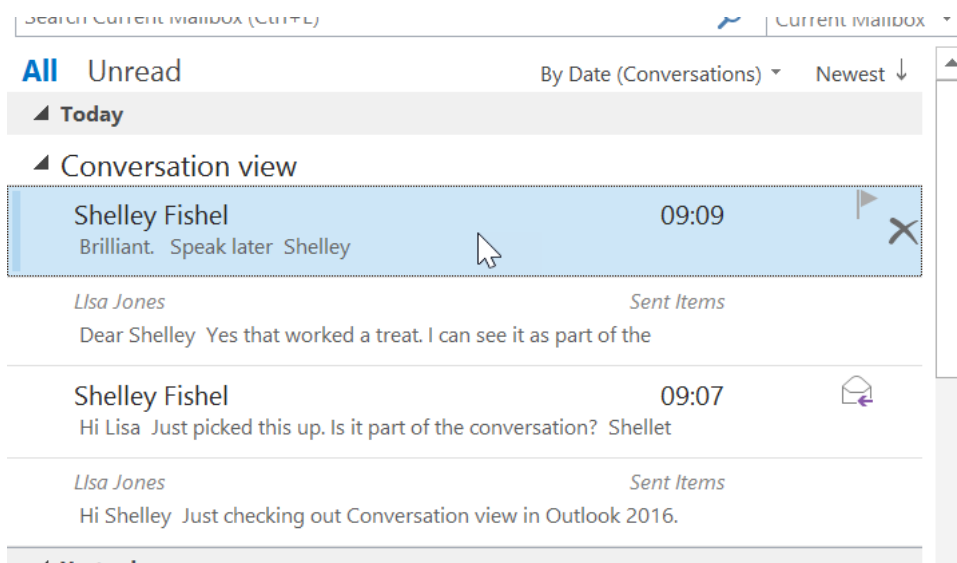 Search Current Mailbox (Ctrl+E) Current Mailbox
All Unread By Date (Conversations) Newest ↓
Today
Conversation view
Shelley Fishel 09:09
Brilliant. Speak later Shelley
LIsa Jones Sent Items
Dear Shelley Yes that worked a treat. I can see it as part of the
Shelley Fishel 09:07
Hi Lisa Just picked this up. Is it part of the conversation? Shellet
LIsa Jones Sent Items
Hi Shelley Just checking out Conversation view in Outlook 2016.